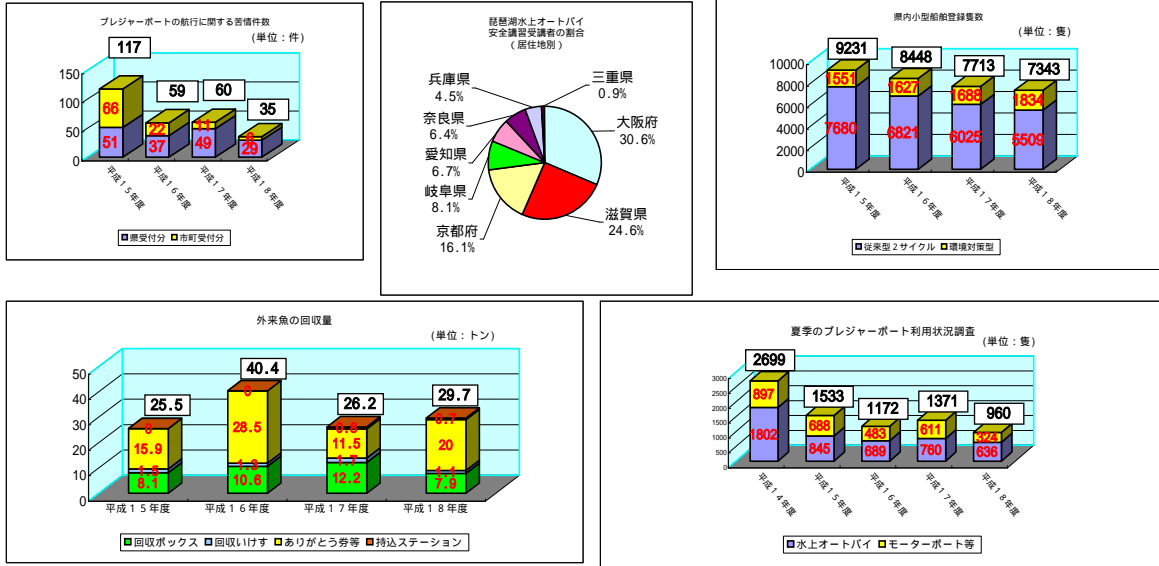 プレジャーボートの航行に関する苦情件数
(単位：件)
117
59
60
35
150
100
50
0
66
22
11
6
51
37
49
29
平成１５年度
平成１６年度
平成１７年度
平成１８年度
県受付分 市町受付分
琵琶湖水上オートバイ
安全講習受講者の割合
(居住地別)
兵庫県
4.5%
三重県
0.9%
奈良県
6.4%
大阪府
30.6%
愛知県
6.7%
岐阜県
8.1%
滋賀県
24.6%
京都府
16.1%
県内小型船舶登録隻数
(単位：隻)
9231
8448
7713
7343
10000
8000
6000
4000
2000
0
1551
1627
1688
1834
7680
6821
6025
5509
平成１５年度
平成１６年度
平成１７年度
平成１８年度
従来型２サイクル 環境対策型
外来魚の回収量
(単位：トン)
25.5
40.4
26.2
29.7
50
40
30
20
10
0
0
0
0.8
0.7
15.9
28.5
11.5
20
1.5
1.3
1.7
1.1
8.1
10.6
12.2
7.9
平成１５年度
平成１６年度
平成１７年度
平成１８年度
回収ボックス 回収いけす ありがとう券等 持込ステーション
夏季のプレジャーボート利用状況調査
(単位：隻)
2699
1533
1172
1371
960
3000
2500
2000
1500
1000
500
0
897
688
483
611
324
1802
845
689
760
636
平成１４年度
平成１５年度
平成１６年度
平成１７年度
平成１８年度
水上オートバイ モーターボート等